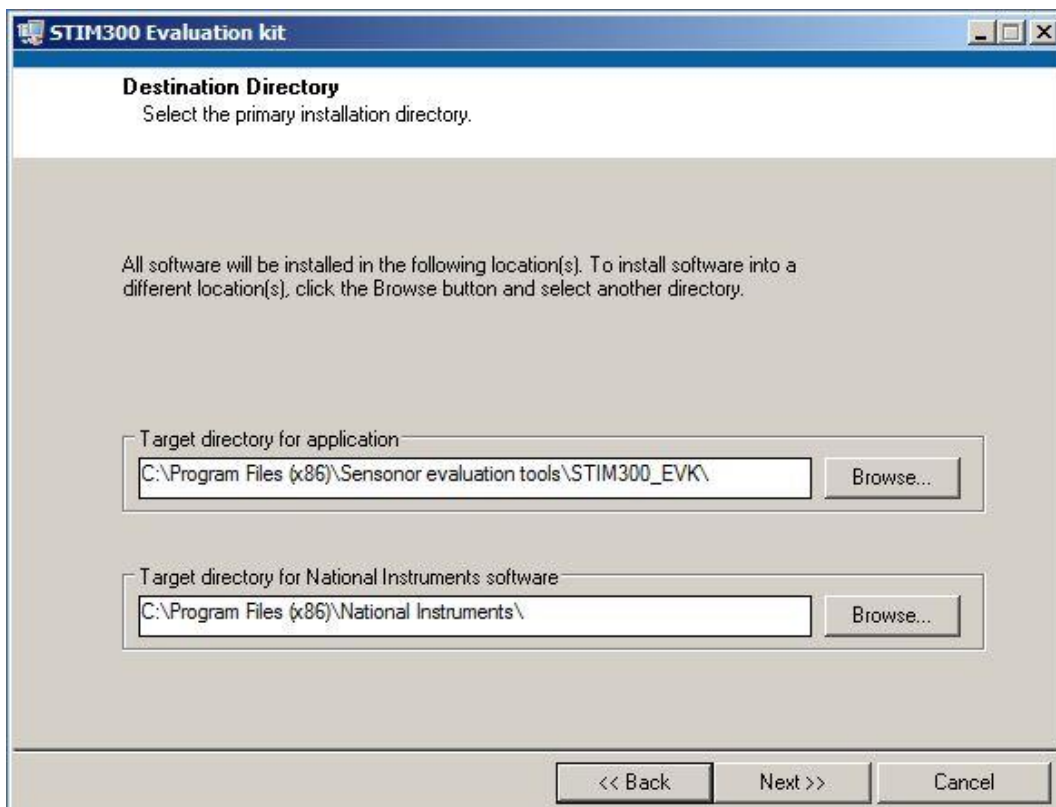 STIM300 Evaluation kit
Destination Directory
Select the primary installation directory.
All software will be installed in the following location(s). To install software into a
different location(s), click the Browse button and select another directory.
Target directory for application
C:\Program Files (x86)\Sensonor evaluation tools\STIM300_EVK\
Browse...
Target directory for National Instruments software
C:\Program Files (x86)\National Instruments\
Browse...
<< Back
Next >>
Cancel